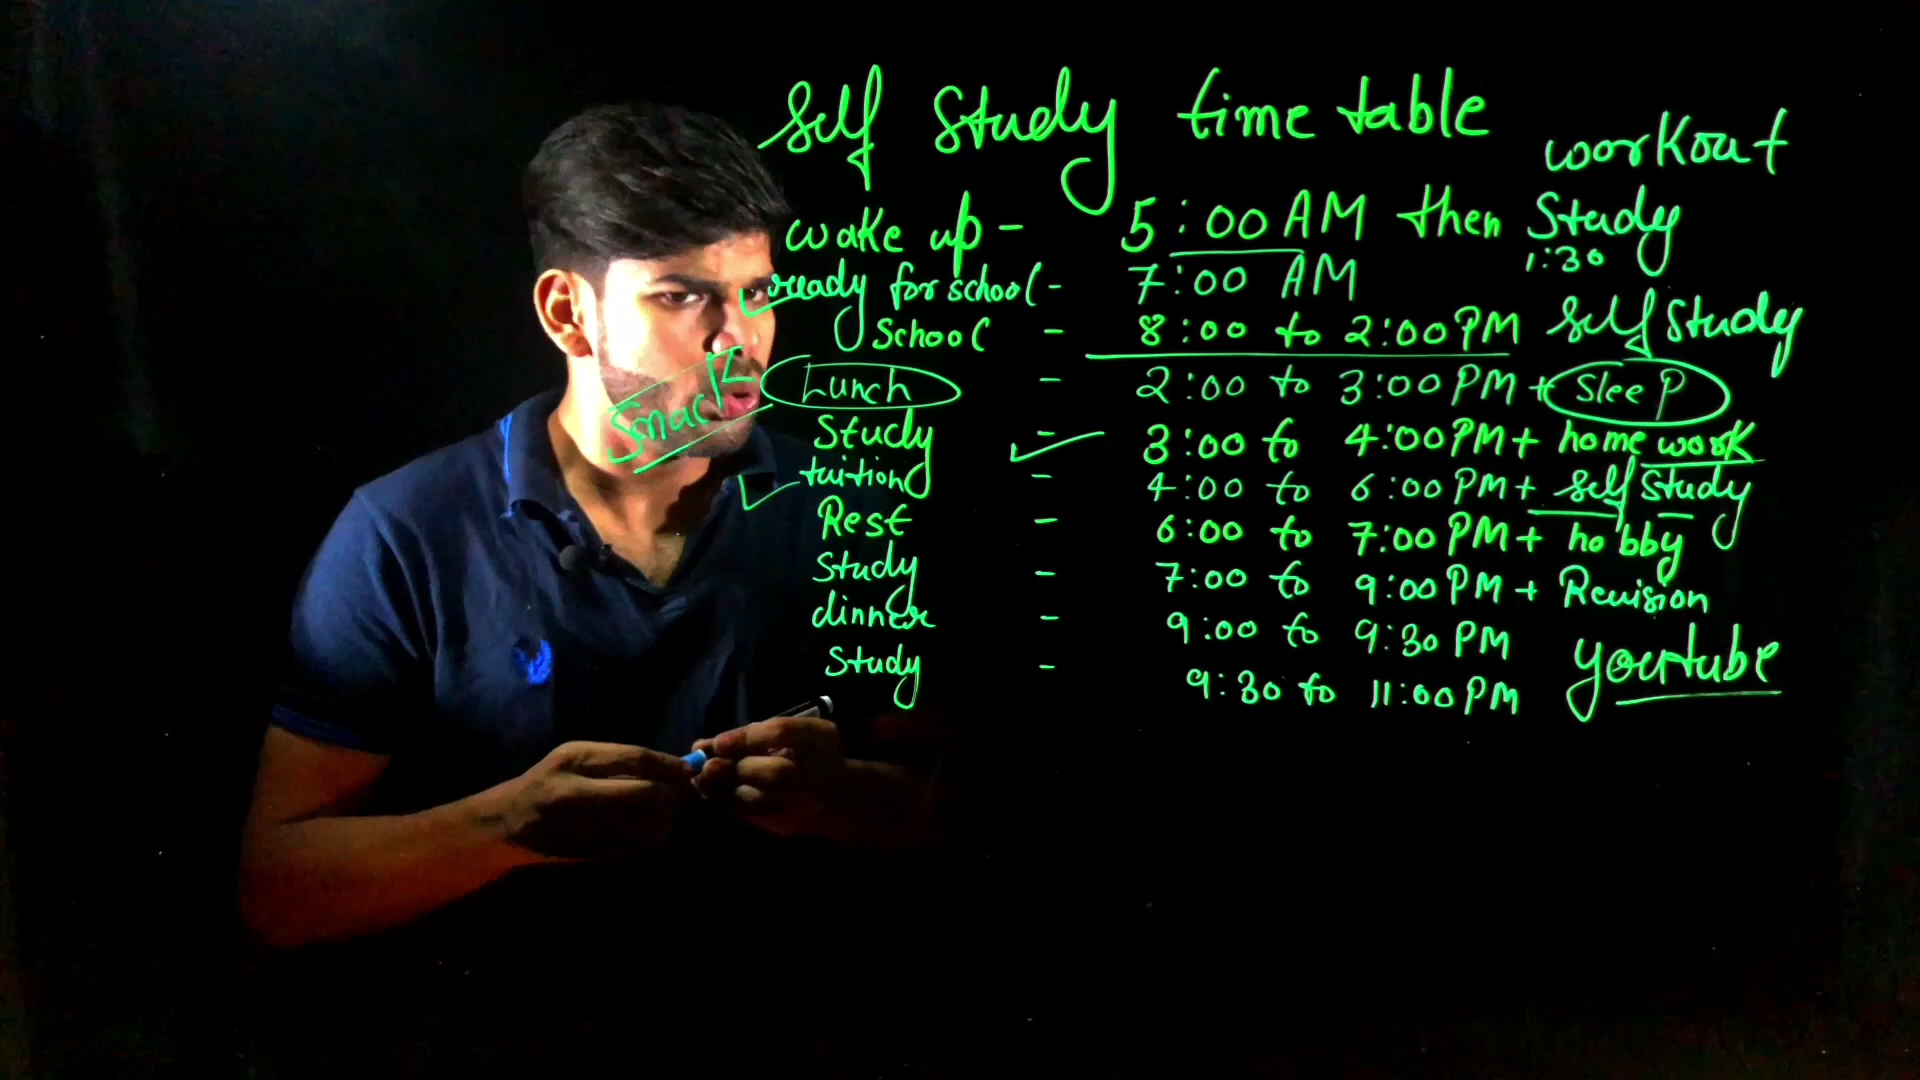 Self Study time table
workout
wake up - 5:00 AM then Study
1:30
ready for school - 7:00 AM
School - 8:00 to 2:00 PM Self Study
Lunch - 2:00 to 3:00 PM + Sleep
Snack
Study - 3:00 to 4:00 PM + home work
tuition - 4:00 to 6:00 PM + Self Study
Rest - 6:00 to 7:00 PM + hobby
Study - 7:00 to 9:00 PM + Revision
dinner - 9:00 to 9:30 PM
Study - 9:30 to 11:00 PM youtube